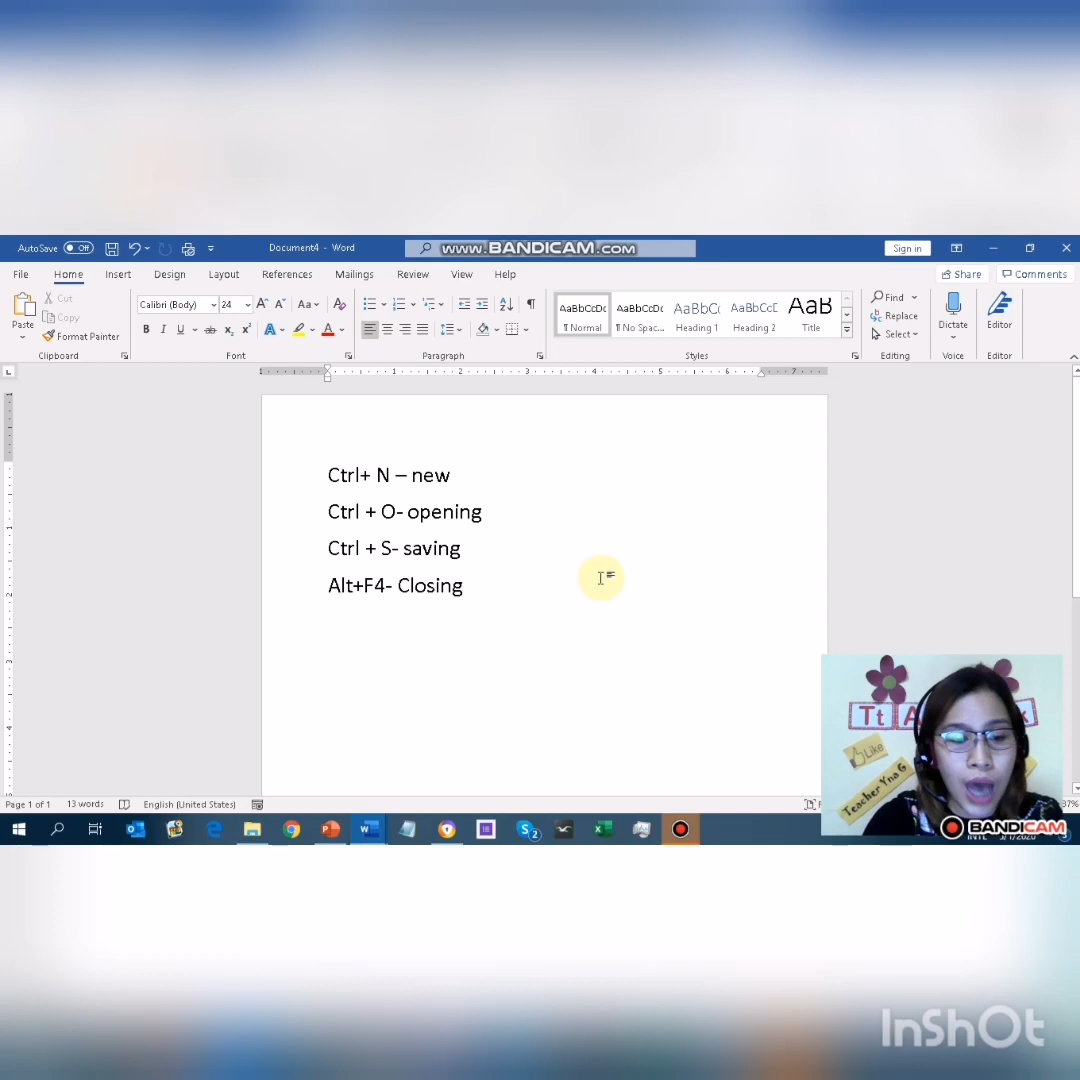 AutoSave Off Document4 - Word www.BANDICAM.com Sign in
File Home Insert Design Layout References Mailings Review View Help Share Comments
Paste Cut Copy Format Painter
Clipboard
Calibri (Body) 24
Font
Paragraph
AaBbCcDc AaBbCcDc AaBbCc AaBbCcD AaB
¶ Normal ¶ No Spac... Heading 1 Heading 2 Title
Styles
Find
Replace
Select
Editing
Dictate
Voice
Editor
Editor
Ctrl+ N – new
Ctrl + O- opening
Ctrl + S- saving
Alt+F4- Closing
Tt A
Like
Teacher Yna G
Page 1 of 1 13 words English (United States)
BANDICAM
InShOt